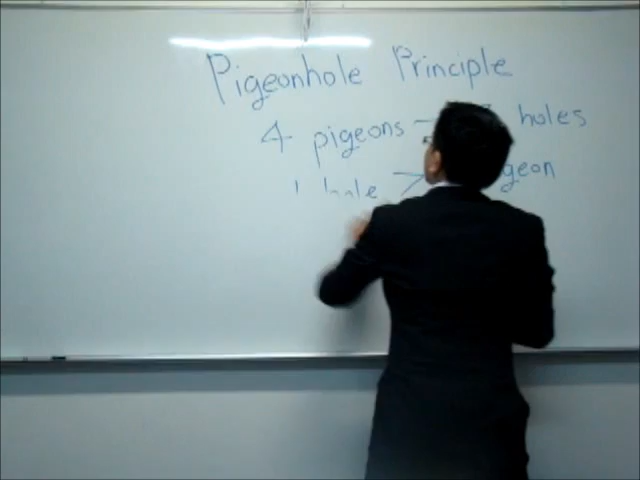 Pigeonhole Principle
4 pigeons - holes
1 hole > geon